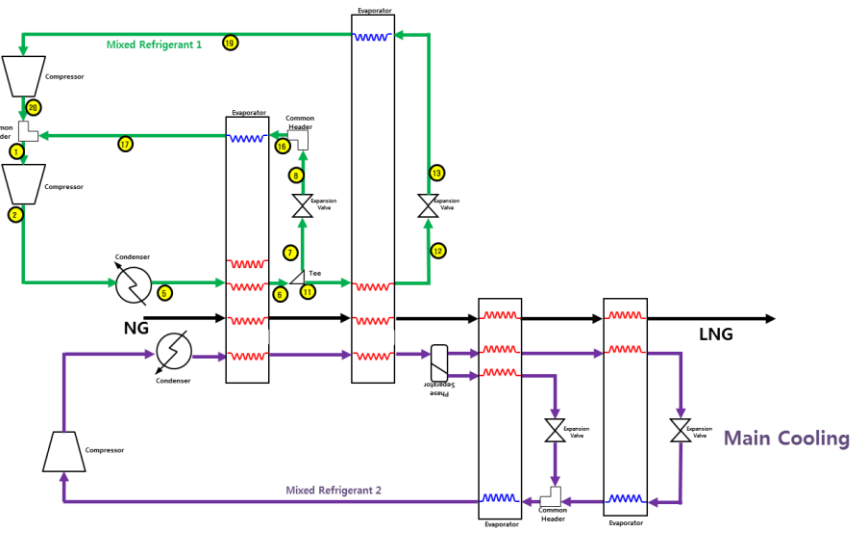 Evaporator
Mixed Refrigerant 1
19
Compressor
20
Evaporator
Common
Header
mon
der
17
16
1
8
13
Compressor
2
Expansion
Valve
Expansion
Valve
7
12
Condenser
Tee
5
6
11
NG
LNG
Condenser
Phase
Separator
Expansion
Valve
Expansion
Valve
Main Cooling
Compressor
Mixed Refrigerant 2
Common
Header
Evaporator
Evaporator